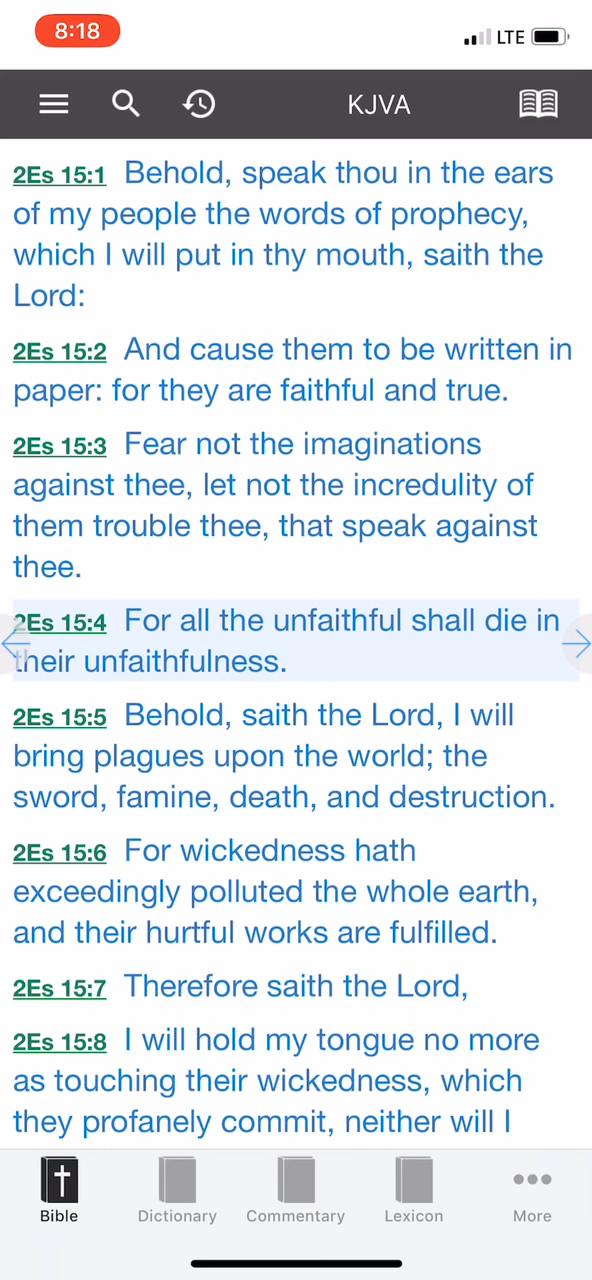 8:18
LTE
KJVA
2Es 15:1 Behold, speak thou in the ears
of my people the words of prophecy,
which I will put in thy mouth, saith the
Lord:
2Es 15:2 And cause them to be written in
paper: for they are faithful and true.
2Es 15:3 Fear not the imaginations
against thee, let not the incredulity of
them trouble thee, that speak against
thee.
2Es 15:4 For all the unfaithful shall die in
their unfaithfulness.
2Es 15:5 Behold, saith the Lord, I will
bring plagues upon the world; the
sword, famine, death, and destruction.
2Es 15:6 For wickedness hath
exceedingly polluted the whole earth,
and their hurtful works are fulfilled.
2Es 15:7 Therefore saith the Lord,
2Es 15:8 I will hold my tongue no more
as touching their wickedness, which
they profanely commit, neither will I
Bible Dictionary Commentary Lexicon More